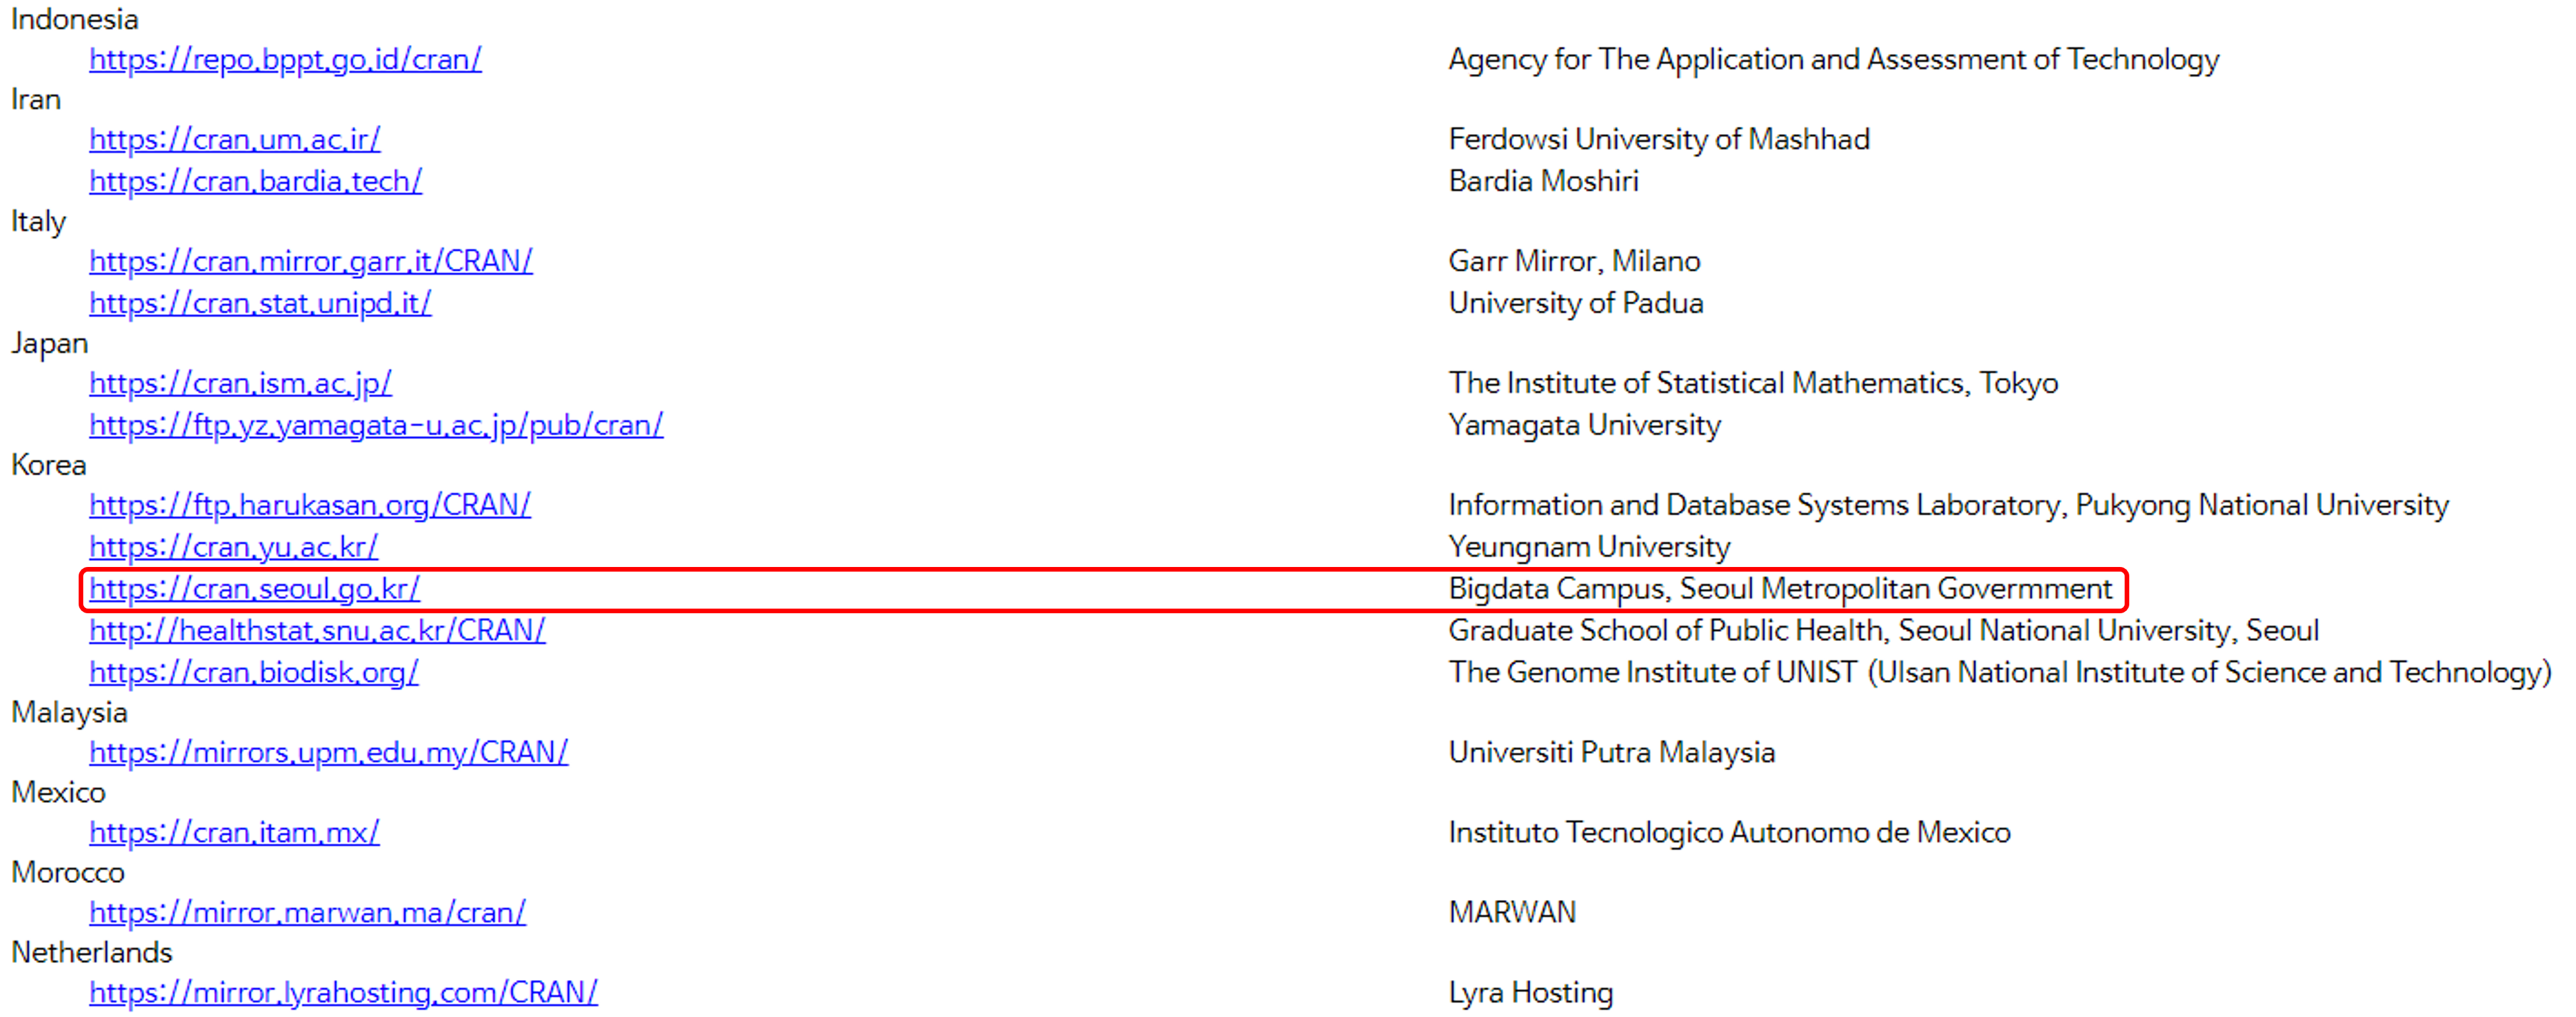 Indonesia
https://repo.bppt.go.id/cran/ Agency for The Application and Assessment of Technology
Iran
https://cran.um.ac.ir/ Ferdowsi University of Mashhad
https://cran.bardia.tech/ Bardia Moshiri
Italy
https://cran.mirror.garr.it/CRAN/ Garr Mirror, Milano
https://cran.stat.unipd.it/ University of Padua
Japan
https://cran.ism.ac.jp/ The Institute of Statistical Mathematics, Tokyo
https://ftp.yz.yamagata-u.ac.jp/pub/cran/ Yamagata University
Korea
https://ftp.harukasan.org/CRAN/ Information and Database Systems Laboratory, Pukyong National University
https://cran.yu.ac.kr/ Yeungnam University
https://cran.seoul.go.kr/ Bigdata Campus, Seoul Metropolitan Govermment
http://healthstat.snu.ac.kr/CRAN/ Graduate School of Public Health, Seoul National University, Seoul
https://cran.biodisk.org/ The Genome Institute of UNIST (Ulsan National Institute of Science and Technology)
Malaysia
https://mirrors.upm.edu.my/CRAN/ Universiti Putra Malaysia
Mexico
https://cran.itam.mx/ Instituto Tecnologico Autonomo de Mexico
Morocco
https://mirror.marwan.ma/cran/ MARWAN
Netherlands
https://mirror.lyrahosting.com/CRAN/ Lyra Hosting